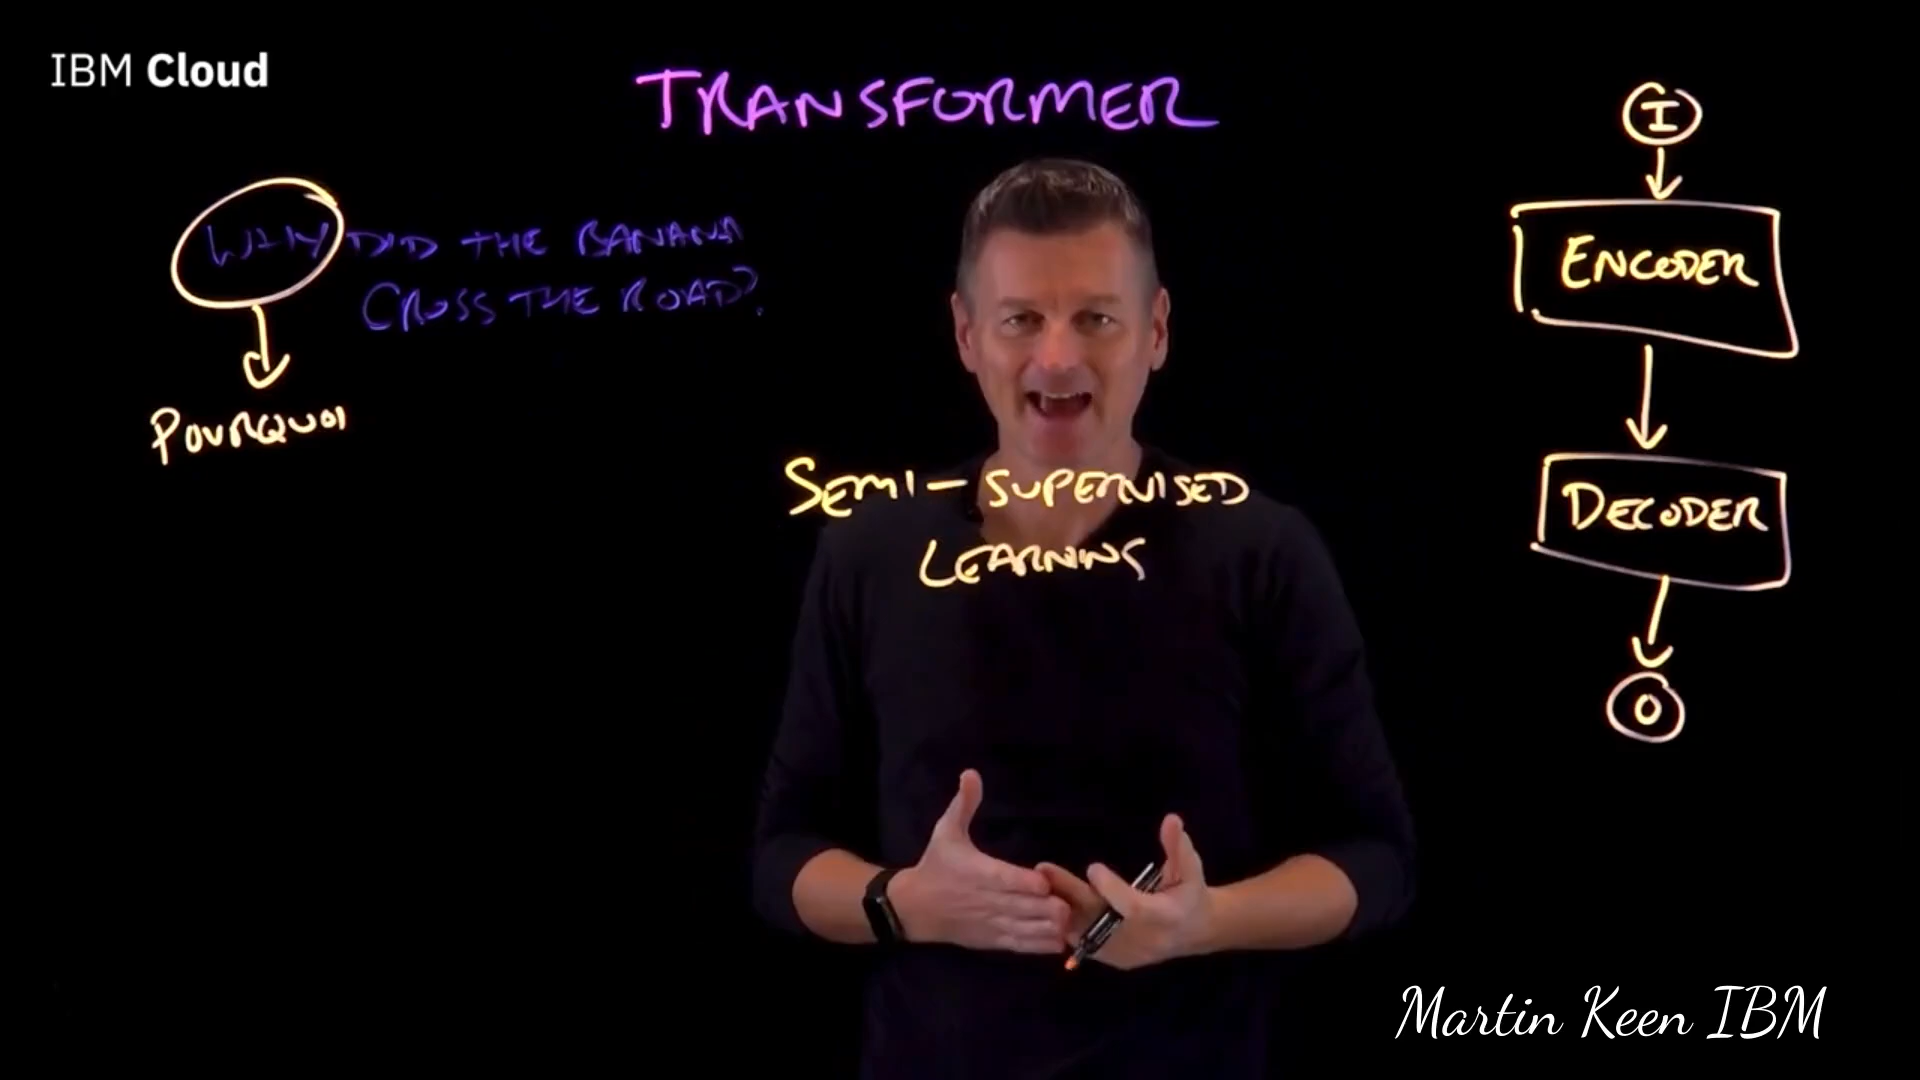 IBM Cloud
TRANSFORMER
WHY DID THE BANANA
CROSS THE ROAD?
POURQUOI
SEMI-SUPERVISED
LEARNING
I
ENCODER
DECODER
O
Martin Keen IBM